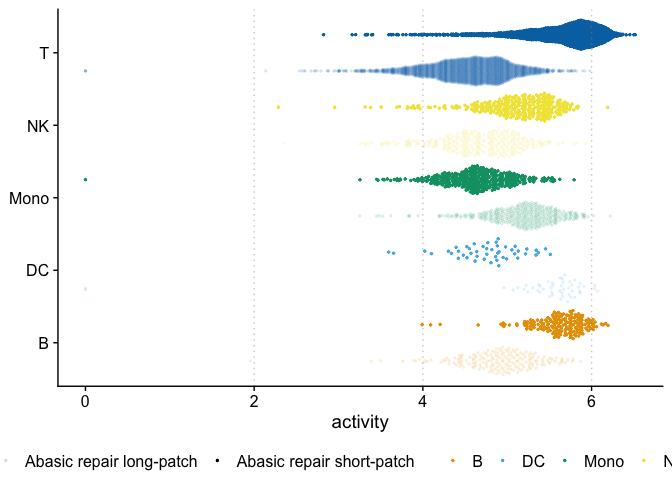 T
NK
Mono
DC
B
0 2 4 6
activity
Abasic repair long-patch Abasic repair short-patch B DC Mono N